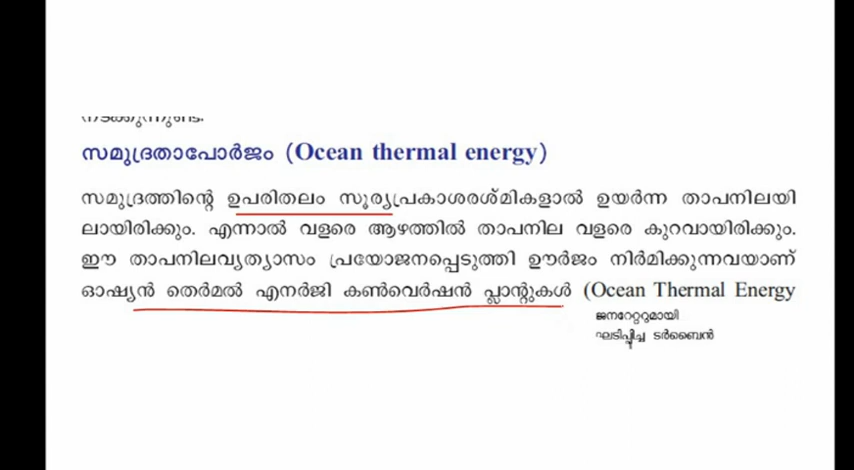 നടക്കുന്നുണ്ട്.
സമുദ്രതാപോർജം (Ocean thermal energy)
സമുദ്രത്തിന്റെ ഉപരിതലം സൂര്യപ്രകാശരശ്മികളാൽ ഉയർന്ന താപനിലയി
ലായിരിക്കും. എന്നാൽ വളരെ ആഴത്തിൽ താപനില വളരെ കുറവായിരിക്കും.
ഈ താപനിലവ്യത്യാസം പ്രയോജനപ്പെടുത്തി ഊർജം നിർമിക്കുന്നവയാണ്
ഓഷ്യൻ തെർമൽ എനർജി കൺവെർഷൻ പ്ലാന്റുകൾ (Ocean Thermal Energy
ജനറേറ്ററുമായി
ഘടിപ്പിച്ച ടർബൈൻ